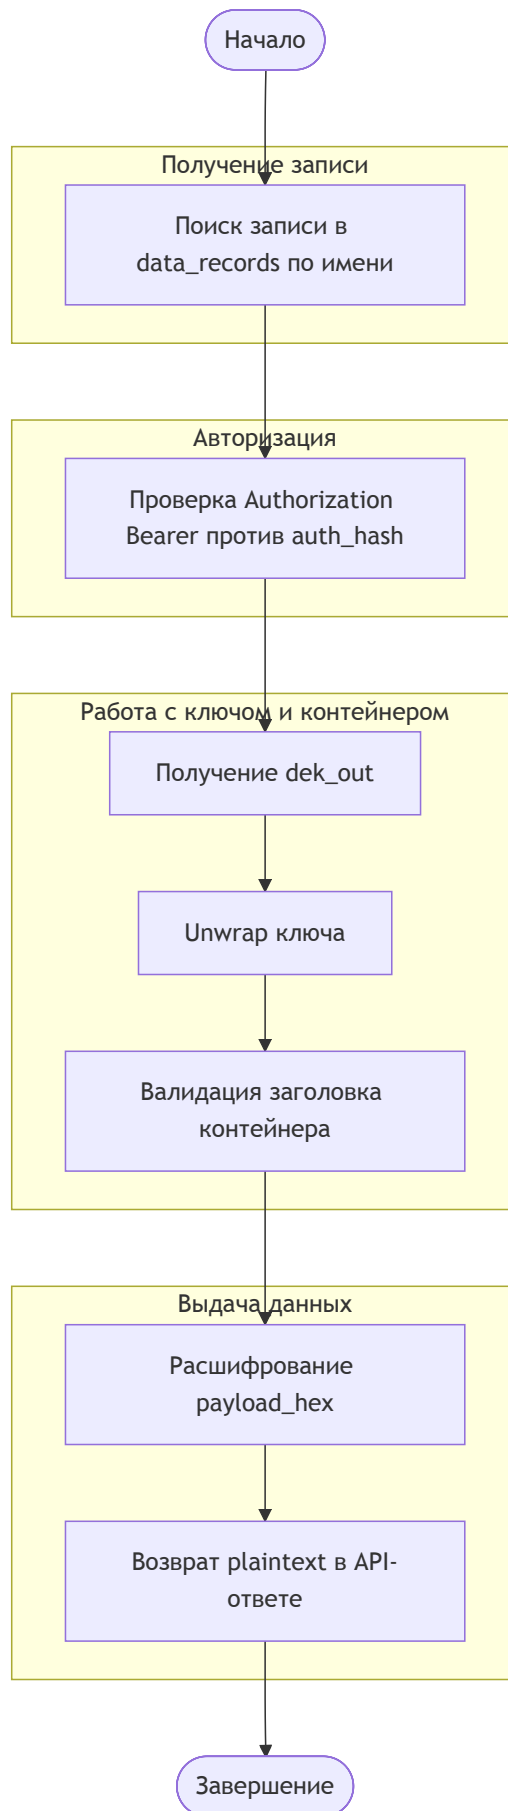 Начало
Получение записи
Поиск записи в
data_records по имени
Авторизация
Проверка Authorization
Bearer против auth_hash
Работа с ключом и контейнером
Получение dek_out
Unwrap ключа
Валидация заголовка
контейнера
Выдача данных
Расшифрование
payload_hex
Возврат plaintext в API-
ответе
Завершение